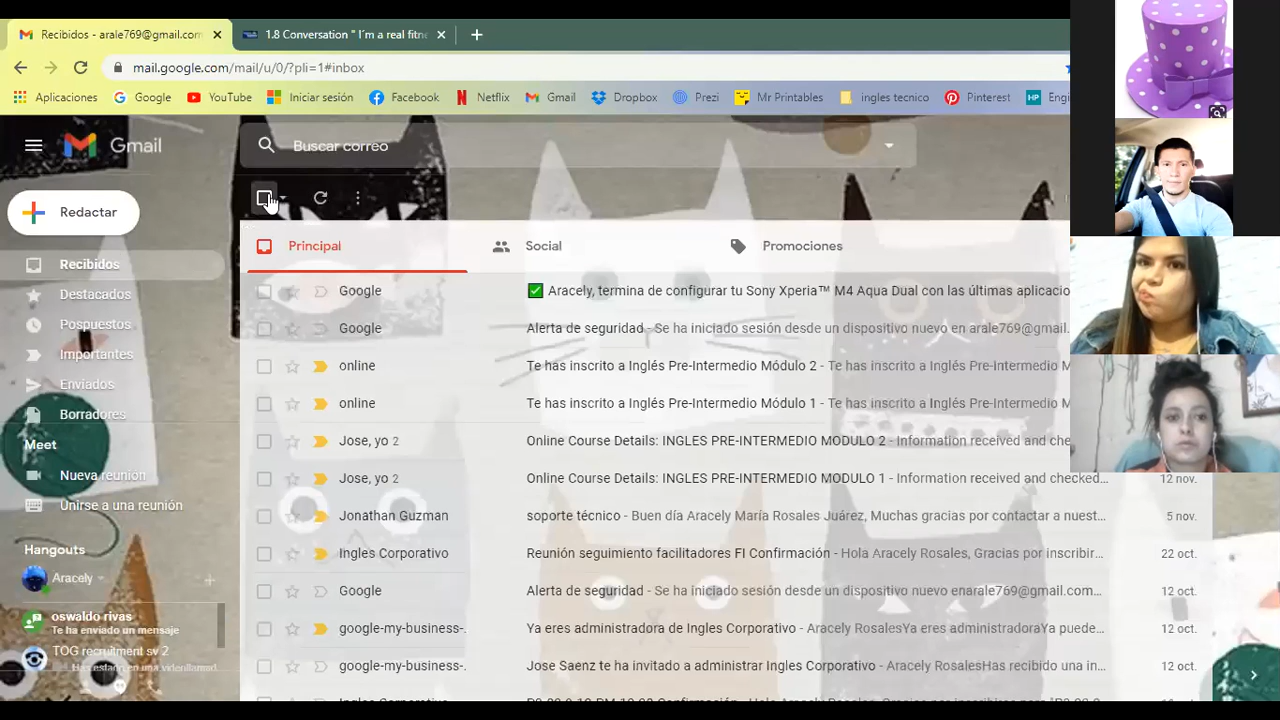 Recibidos - arale769@gmail.com
1.8 Conversation " I´m a real fitn
mail.google.com/mail/u/0/?pli=1#inbox
Aplicaciones Google YouTube Iniciar sesión Facebook Netflix Gmail Dropbox Prezi Mr Printables ingles tecnico Pinterest Engl
Gmail
Buscar correo
Redactar
Principal Social Promociones
Recibidos
Destacados
Pospuestos
Importantes
Enviados
Borradores
Meet
Nueva reunión
Unirse a una reunión
Hangouts
Aracely
oswaldo rivas
Te ha enviado un mensaje
TOG recruitment sv 2
Has estado en una videollamad
Google Aracely, termina de configurar tu Sony Xperia™ M4 Aqua Dual con las últimas aplicacio
Google Alerta de seguridad - Se ha iniciado sesión desde un dispositivo nuevo en arale769@gmail.
online Te has inscrito a Inglés Pre-Intermedio Módulo 2 - Te has inscrito a Inglés Pre-Intermedio M
online Te has inscrito a Inglés Pre-Intermedio Módulo 1 - Te has inscrito a Inglés Pre-Intermedio M
Jose, yo 2 Online Course Details: INGLES PRE-INTERMEDIO MODULO 2 - Information received and che
Jose, yo 2 Online Course Details: INGLES PRE-INTERMEDIO MODULO 1 - Information received and checked... 12 nov.
Jonathan Guzman soporte técnico - Buen día Aracely María Rosales Juárez, Muchas gracias por contactar a nuest... 5 nov.
Ingles Corporativo Reunión seguimiento facilitadores FI Confirmación - Hola Aracely Rosales, Gracias por inscribir... 22 oct.
Google Alerta de seguridad - Se ha iniciado sesión desde un dispositivo nuevo enarale769@gmail.com... 12 oct.
google-my-business-. Ya eres administradora de Ingles Corporativo - Aracely RosalesYa eres administradoraYa puede... 12 oct.
google-my-business-. Jose Saenz te ha invitado a administrar Ingles Corporativo - Aracely RosalesHas recibido una in... 12 oct.